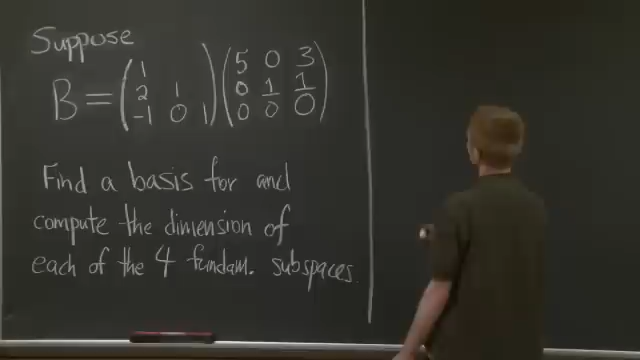 Suppose
B = ( 1
2 1
-1 0 1 ) ( 5 0 3
0 1 1
0 0 0 )
Find a basis for and
compute the dimension of
each of the 4 fundam. subspaces.